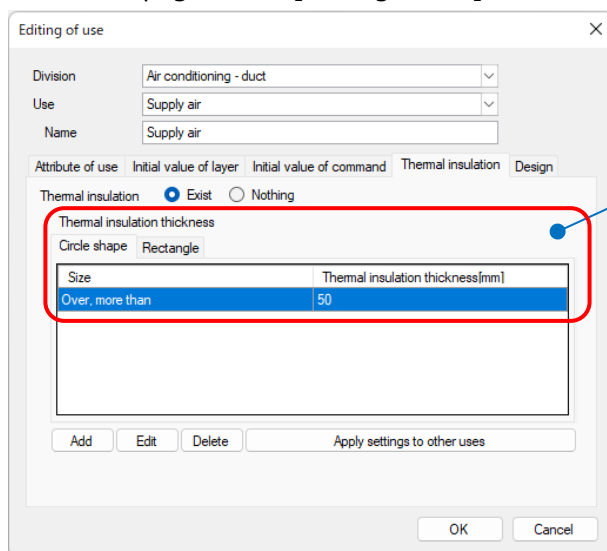 Editing of use
Division Air conditioning - duct
Use Supply air
Name Supply air
Attribute of use Initial value of layer Initial value of command Thermal insulation Design
Thermal insulation Exist Nothing
Thermal insulation thickness
Circle shape Rectangle
Size Thermal insulation thickness[mm]
Over, more than 50
Add Edit Delete Apply settings to other uses
OK Cancel